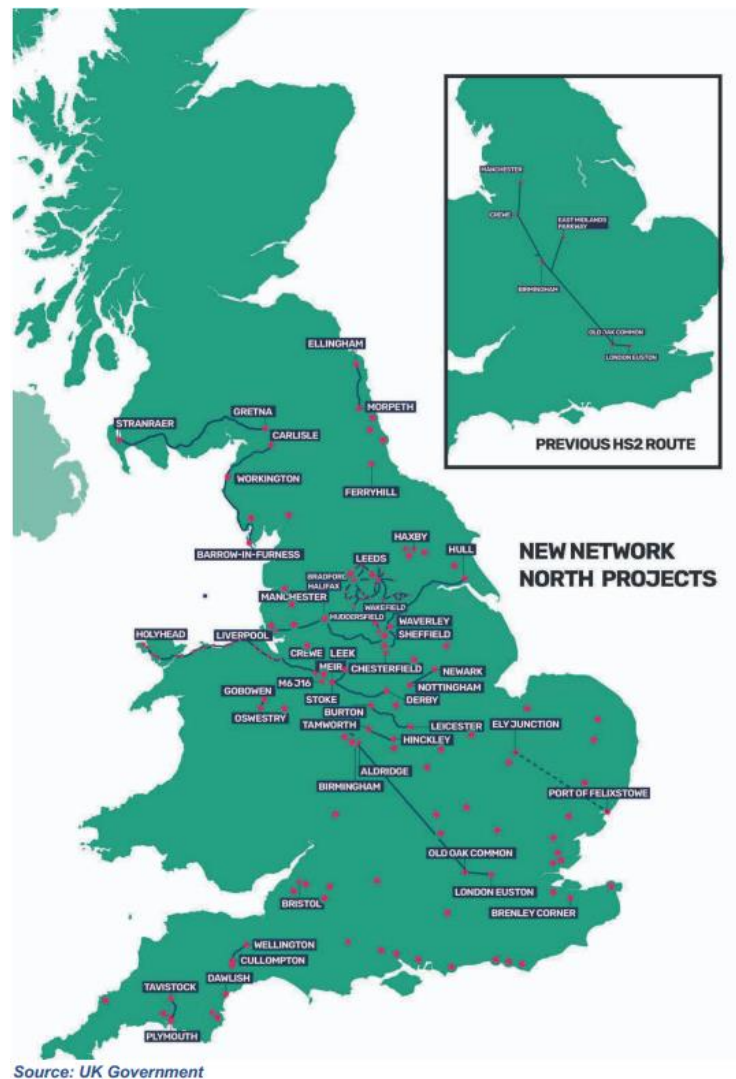 MANCHESTER
CREWE
EAST MIDLANDS
PARKWAY
BIRMINGHAM
OLD OAK COMMON
LONDON EUSTON
PREVIOUS HS2 ROUTE
ELLINGHAM
MORPETH
GRETNA
STRANRAER
CARLISLE
WORKINGTON
FERRYHILL
BARROW-IN-FURNESS
HAXBY
HULL
LEEDS
NEW NETWORK
NORTH PROJECTS
BRADFORD
HALIFAX
MANCHESTER
WAKEFIELD
HUDDERSFIELD
WAVERLEY
SHEFFIELD
HOLYHEAD
LIVERPOOL
CREWE
LEEK
MEIR
CHESTERFIELD
NEWARK
M6 J16
NOTTINGHAM
GOBOWEN
STOKE
DERBY
OSWESTRY
BURTON
TAMWORTH
LEICESTER
ELY JUNCTION
HINCKLEY
ALDRIDGE
BIRMINGHAM
PORT OF FELIXSTOWE
OLD OAK COMMON
LONDON EUSTON
BRISTOL
BRENLEY CORNER
WELLINGTON
CULLOMPTON
DAWLISH
TAVISTOCK
PLYMOUTH
Source: UK Government